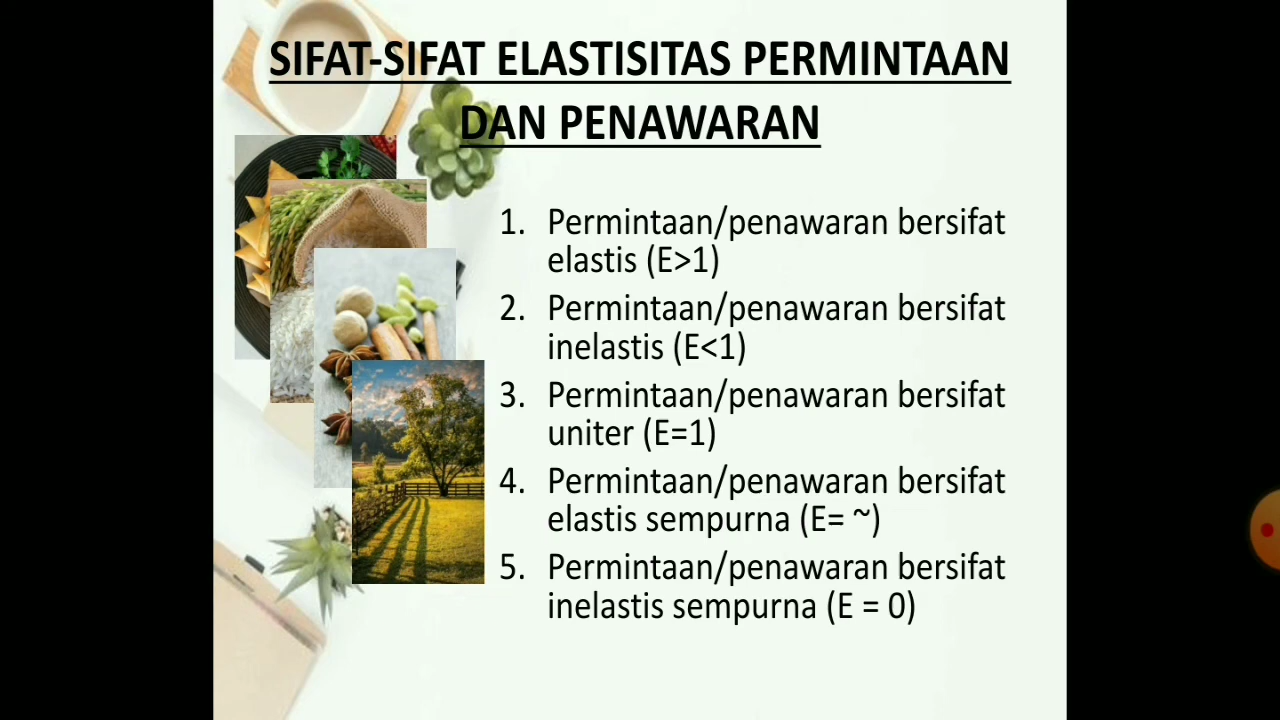 SIFAT-SIFAT ELASTISITAS PERMINTAAN
DAN PENAWARAN
1. Permintaan/penawaran bersifat
elastis (E>1)
2. Permintaan/penawaran bersifat
inelastis (E<1)
3. Permintaan/penawaran bersifat
uniter (E=1)
4. Permintaan/penawaran bersifat
elastis sempurna (E= ~)
5. Permintaan/penawaran bersifat
inelastis sempurna (E = 0)